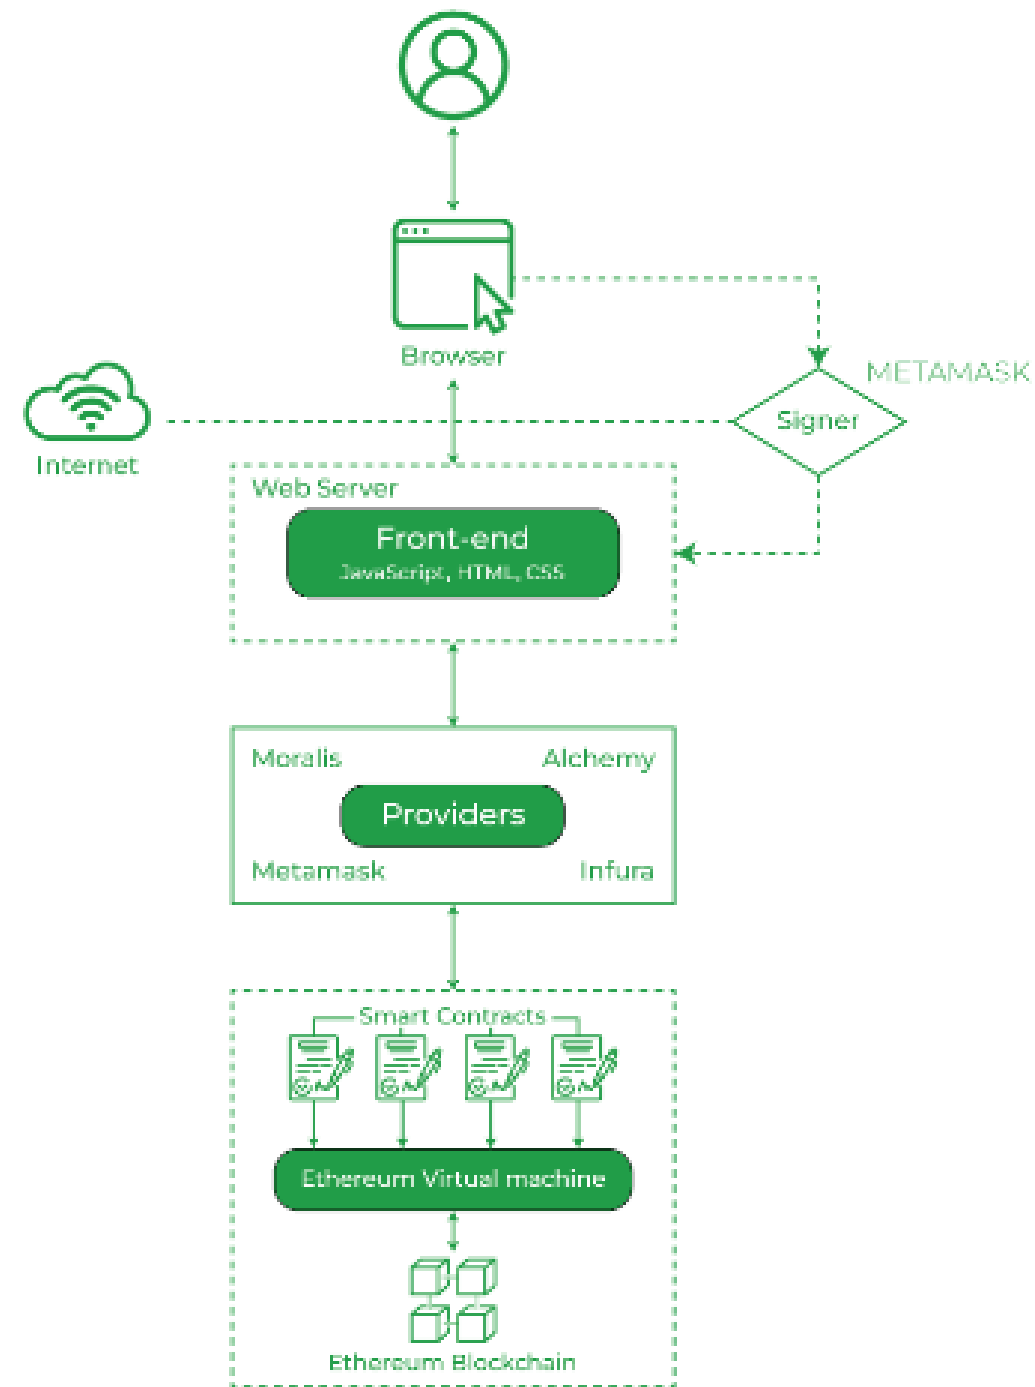 Browser
METAMASK
Signer
Internet
Web Server
Front-end
JavaScript, HTML, CSS
Moralis
Alchemy
Providers
Metamask
Infura
Smart Contracts
Ethereum Virtual machine
Ethereum Blockchain